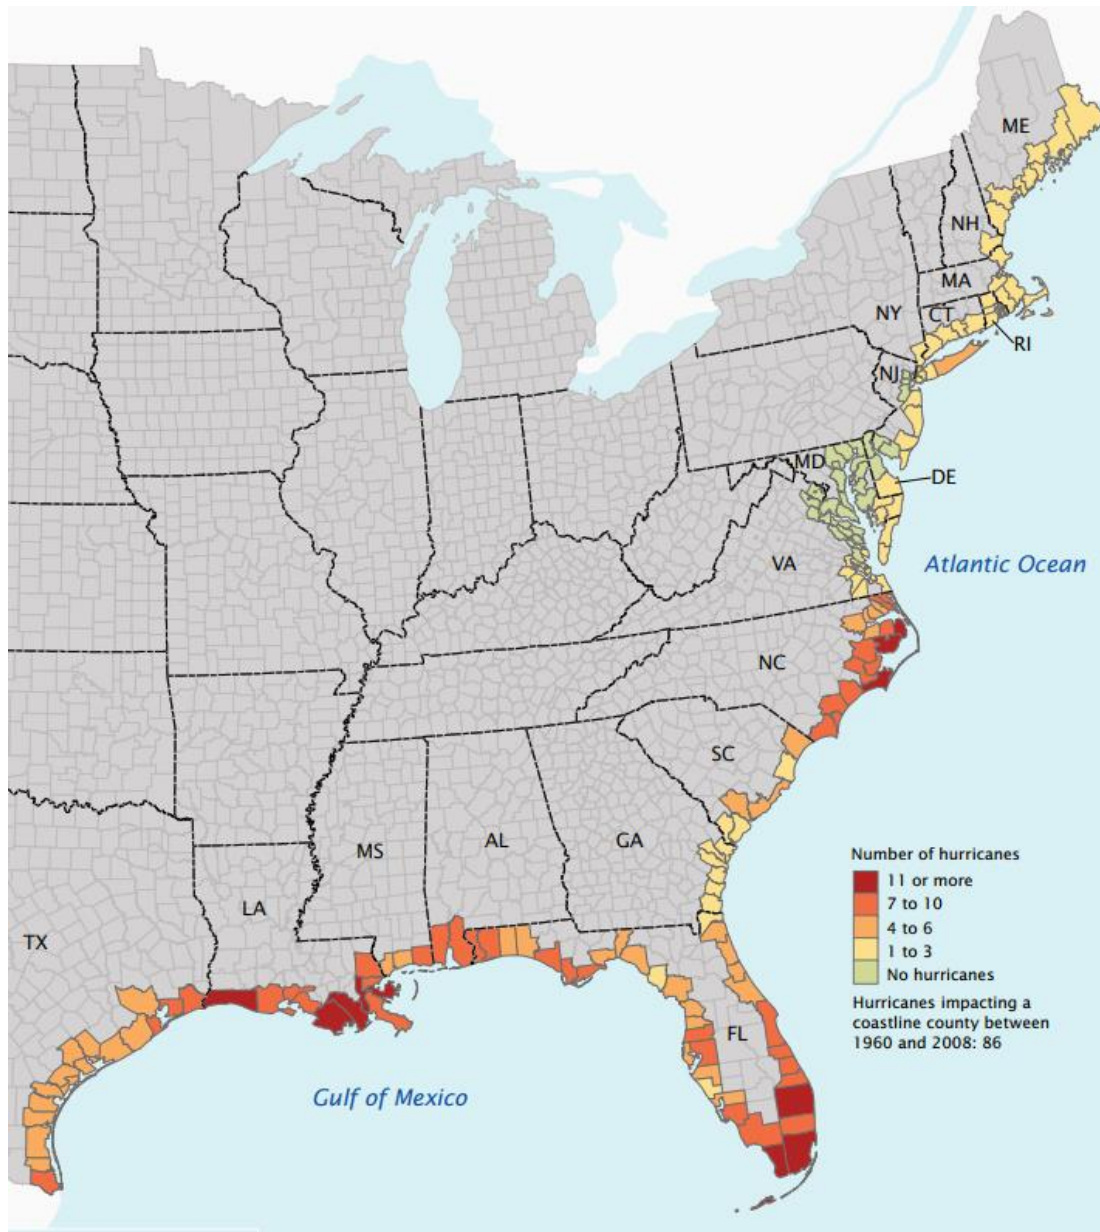 ME
NH
MA
NY
CT
RI
NJ
MD
DE
VA
Atlantic Ocean
NC
SC
MS
AL
GA
LA
TX
FL
Gulf of Mexico
Number of hurricanes
11 or more
7 to 10
4 to 6
1 to 3
No hurricanes
Hurricanes impacting a
coastline county between
1960 and 2008: 86